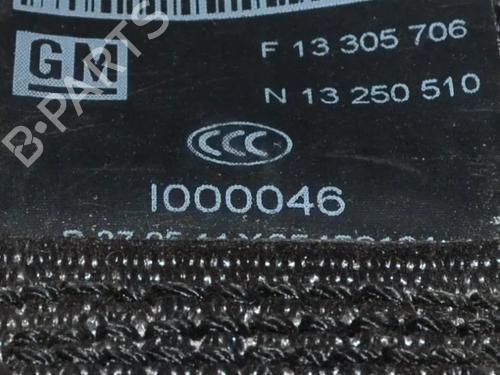 GM
F 13 305 706
N 13 250 510
CCC
I000046
B-PARTS